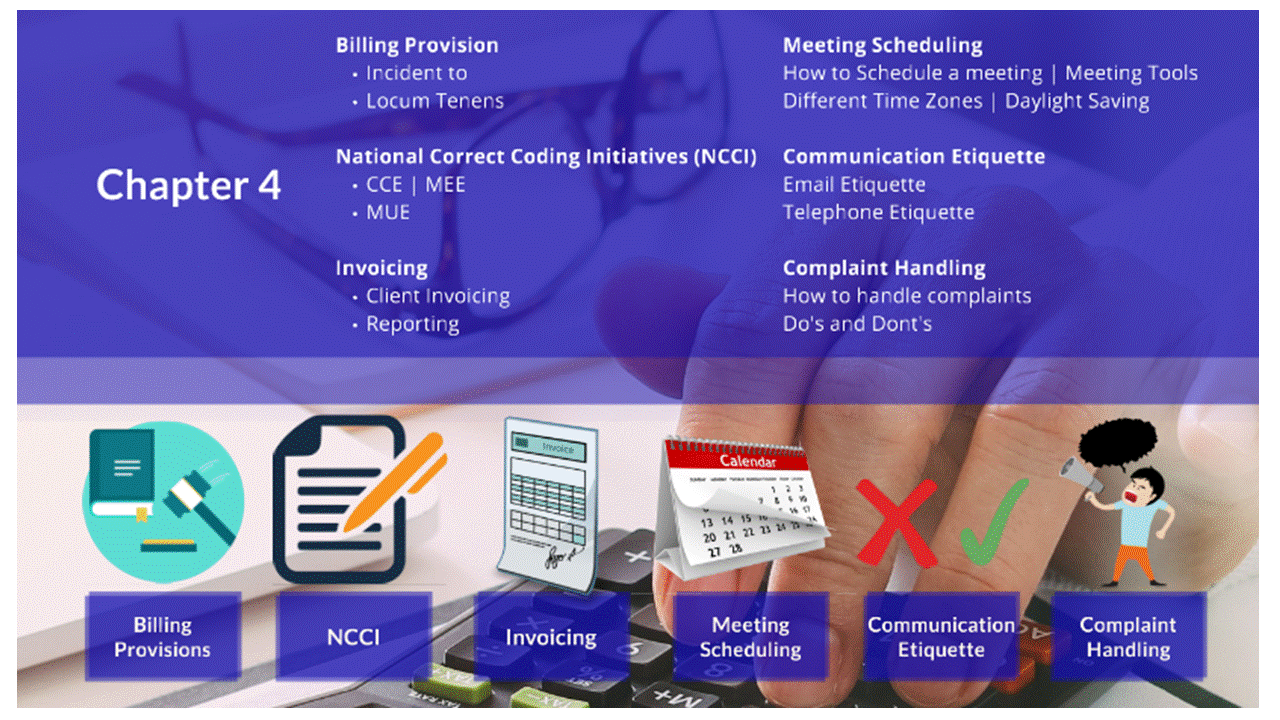 Chapter 4
Billing Provision
• Incident to
• Locum Tenens
National Correct Coding Initiatives (NCCI)
• CCE | MEE
• MUE
Invoicing
• Client Invoicing
• Reporting
Meeting Scheduling
How to Schedule a meeting | Meeting Tools
Different Time Zones | Daylight Saving
Communication Etiquette
Email Etiquette
Telephone Etiquette
Complaint Handling
How to handle complaints
Do's and Dont's
Invoice
Calendar
1 2 3
7 8 9 10
13 14 15 16 17
20 21 22 23 24 25
27 28
Billing
Provisions
NCCI
Invoicing
Meeting
Scheduling
Communication
Etiquette
Complaint
Handling
AC
M+